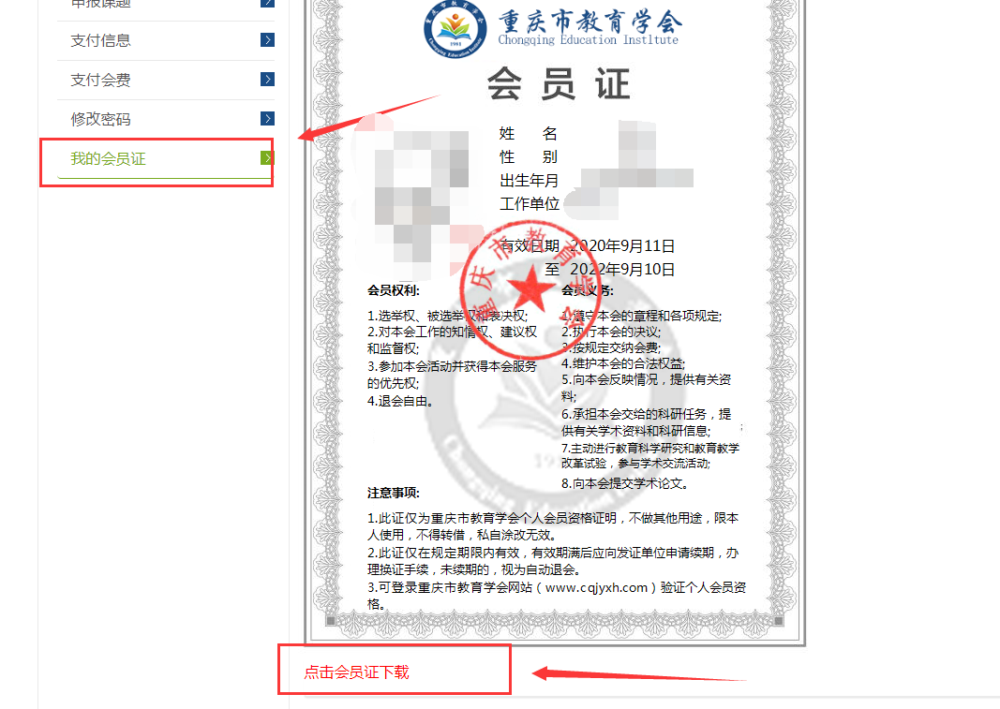 申报课题
支付信息
支付会费
修改密码
我的会员证
重庆市教育学会
Chongqing Education Institute
1981
会员证
姓 名
性 别
出生年月
工作单位
有效日期 2020年9月11日
至 2022年9月10日
重庆市教育学会
会员权利:
1.选举权、被选举权和表决权;
2.对本会工作的知情权、建议权
和监督权;
3.参加本会活动并获得本会服务
的优先权;
4.退会自由。
会员义务:
1.遵守本会的章程和各项规定;
2.执行本会的决议;
3.按规定交纳会费;
4.维护本会的合法权益;
5.向本会反映情况，提供有关资
料;
6.承担本会交给的科研任务，提
供有关学术资料和科研信息;
7.主动进行教育科学研究和教育教学
改革试验，参与学术交流活动;
8.向本会提交学术论文。
注意事项:
1.此证仅为重庆市教育学会个人会员资格证明，不做其他用途，限本
人使用，不得转借，私自涂改无效。
2.此证仅在规定期限内有效，有效期满后应向发证单位申请续期，办
理换证手续，未续期的，视为自动退会。
3.可登录重庆市教育学会网站（www.cqjyxh.com）验证个人会员资
格。
点击会员证下载